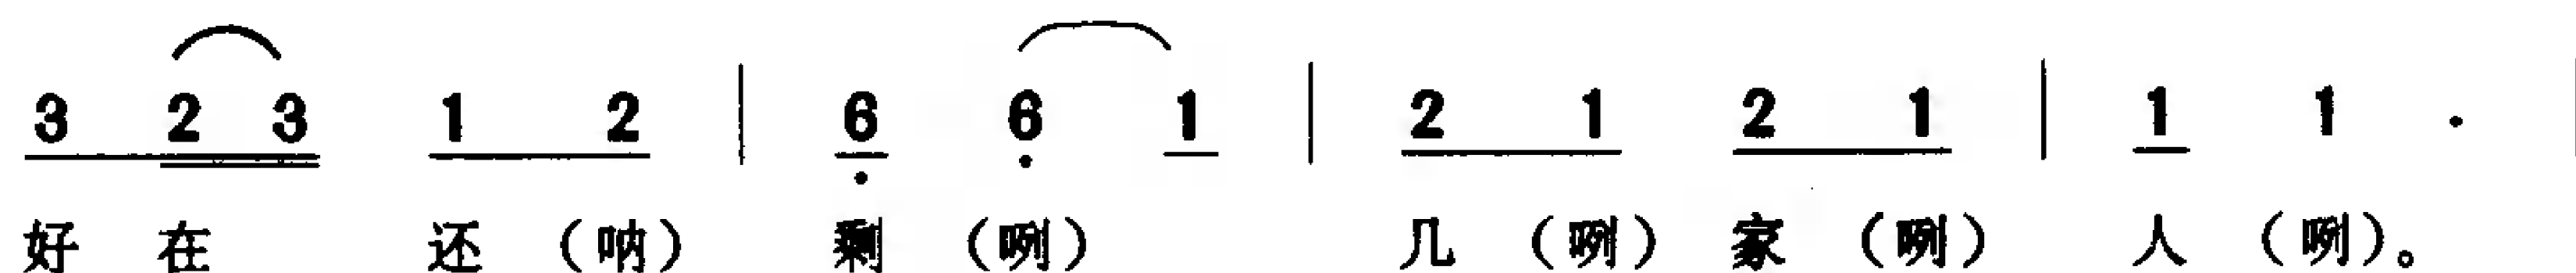 3 2 3 1 2 | 6 6 1 | 2 1 2 1 | 1 1 · |
好 在 还 （呐） 剩 （咧） 几 （咧） 家 （咧） 人 （咧）。